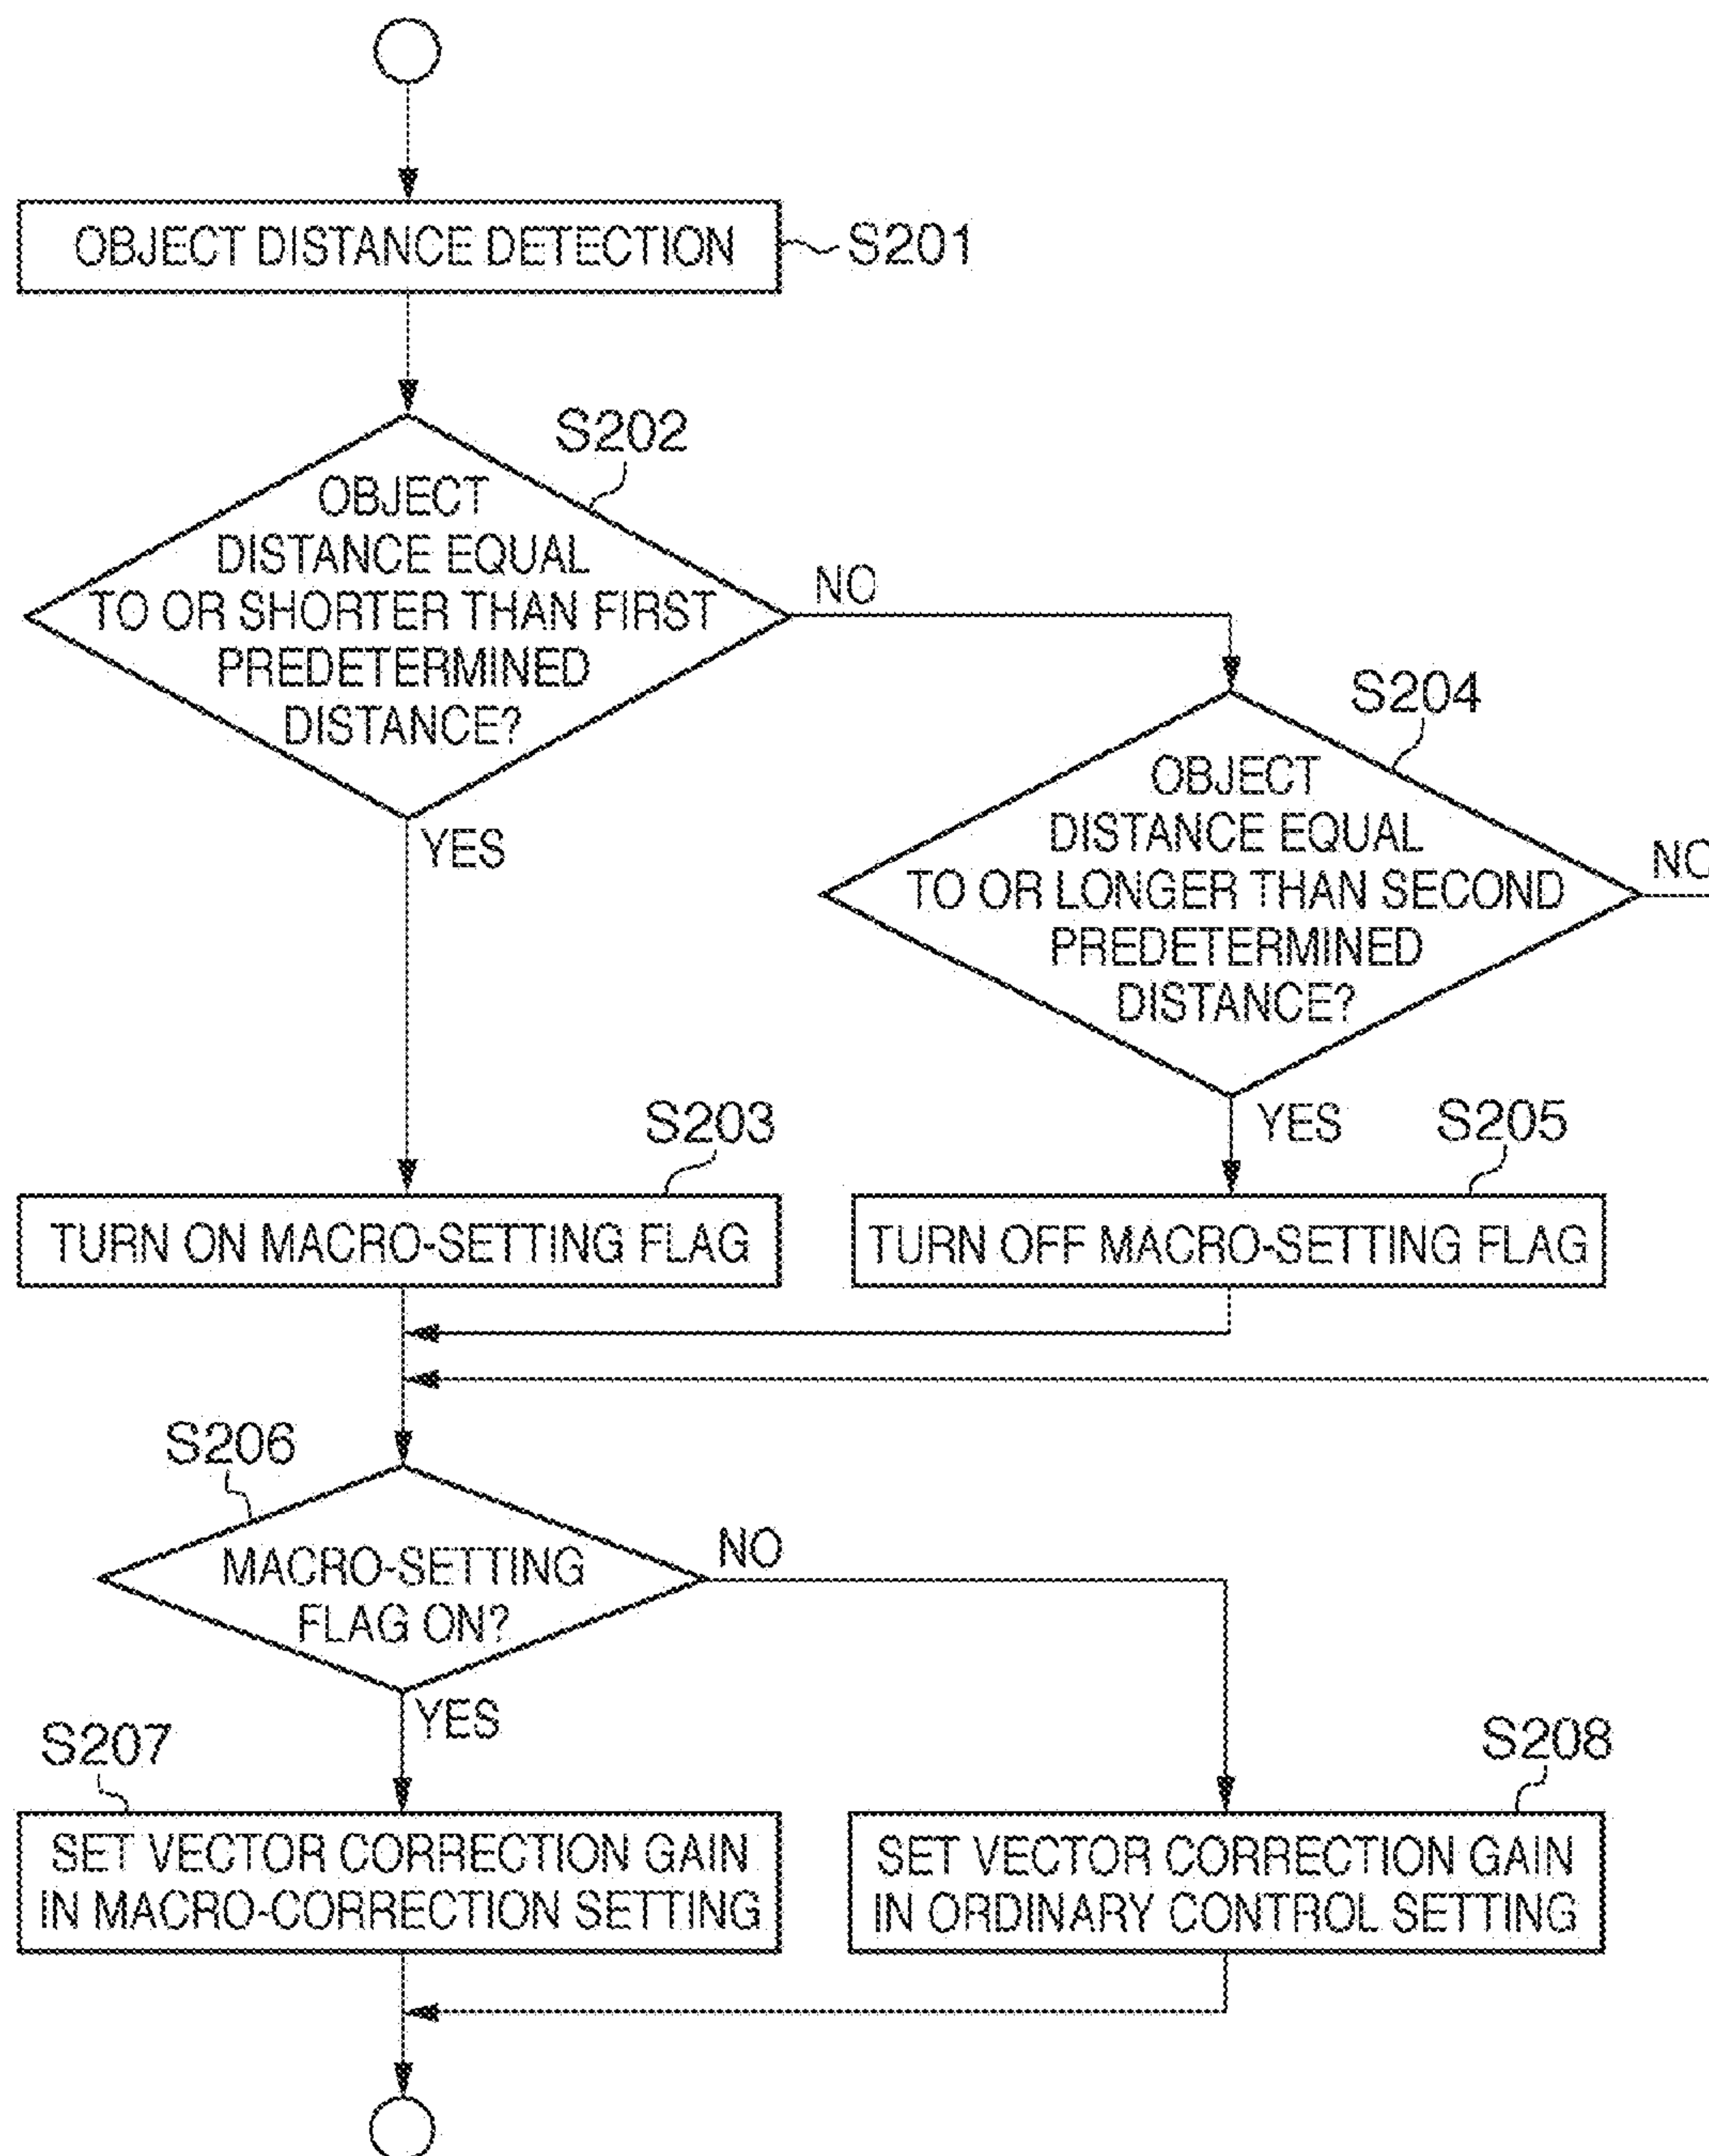 OBJECT DISTANCE DETECTION
S201
S202
OBJECT
DISTANCE EQUAL
TO OR SHORTER THAN FIRST
PREDETERMINED
DISTANCE?
NO
YES
S204
OBJECT
DISTANCE EQUAL
TO OR LONGER THAN SECOND
PREDETERMINED
DISTANCE?
NO
YES
S203
TURN ON MACRO-SETTING FLAG
S205
TURN OFF MACRO-SETTING FLAG
S206
MACRO-SETTING
FLAG ON?
NO
YES
S207
SET VECTOR CORRECTION GAIN
IN MACRO-CORRECTION SETTING
S208
SET VECTOR CORRECTION GAIN
IN ORDINARY CONTROL SETTING